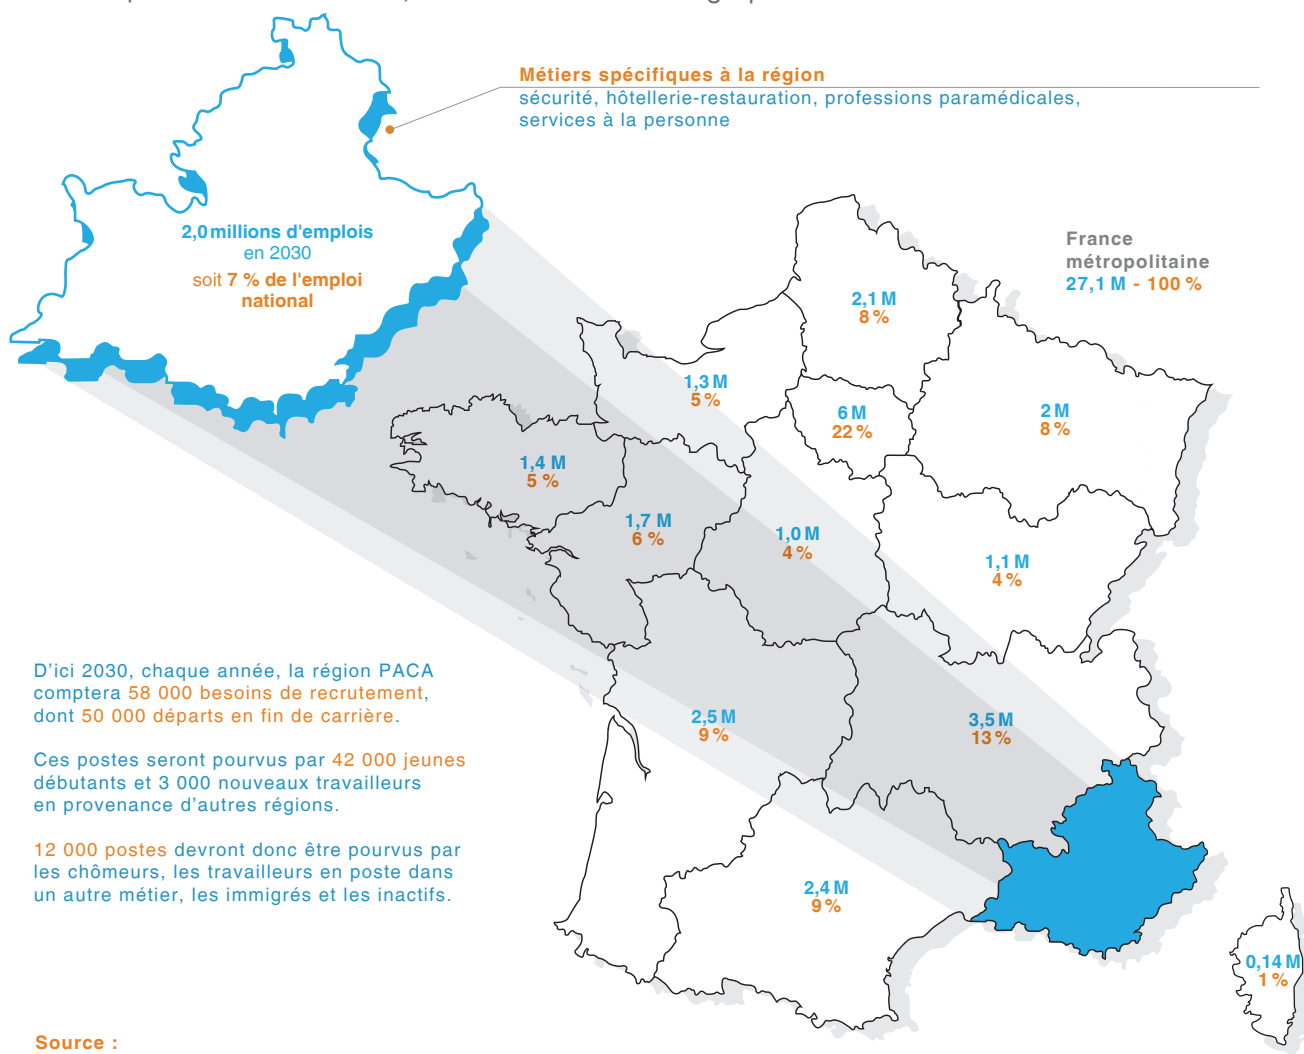 Métiers spécifiques à la région
sécurité, hôtellerie-restauration, professions paramédicales,
services à la personne
2,0 millions d'emplois
en 2030
soit 7 % de l'emploi
national
France
métropolitaine
27,1 M - 100 %
2,1 M
8 %
1,3 M
5 %
6 M
22 %
2 M
8 %
1,4 M
5 %
1,7 M
6 %
1,0 M
4 %
1,1 M
4 %
2,5 M
9 %
3,5 M
13 %
2,4 M
9 %
0,14 M
1 %
D’ici 2030, chaque année, la région PACA
comptera 58 000 besoins de recrutement,
dont 50 000 départs en fin de carrière.
Ces postes seront pourvus par 42 000 jeunes
débutants et 3 000 nouveaux travailleurs
en provenance d’autres régions.
12 000 postes devront donc être pourvus par
les chômeurs, les travailleurs en poste dans
un autre métier, les immigrés et les inactifs.
Source :